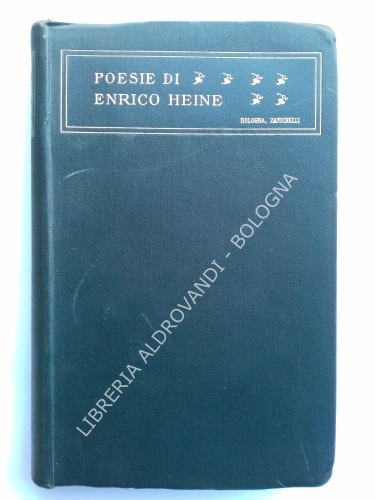 POESIE DI
ENRICO HEINE
BOLOGNA, ZANICHELLI
LIBRERIA ALDROVANDI - BOLOGNA